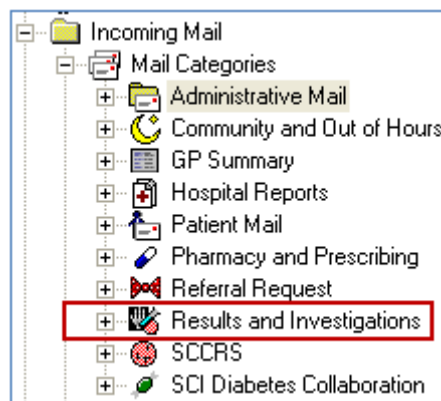 Incoming Mail
Mail Categories
Administrative Mail
Community and Out of Hours
GP Summary
Hospital Reports
Patient Mail
Pharmacy and Prescribing
Referral Request
Results and Investigations
SCCRS
SCI Diabetes Collaboration